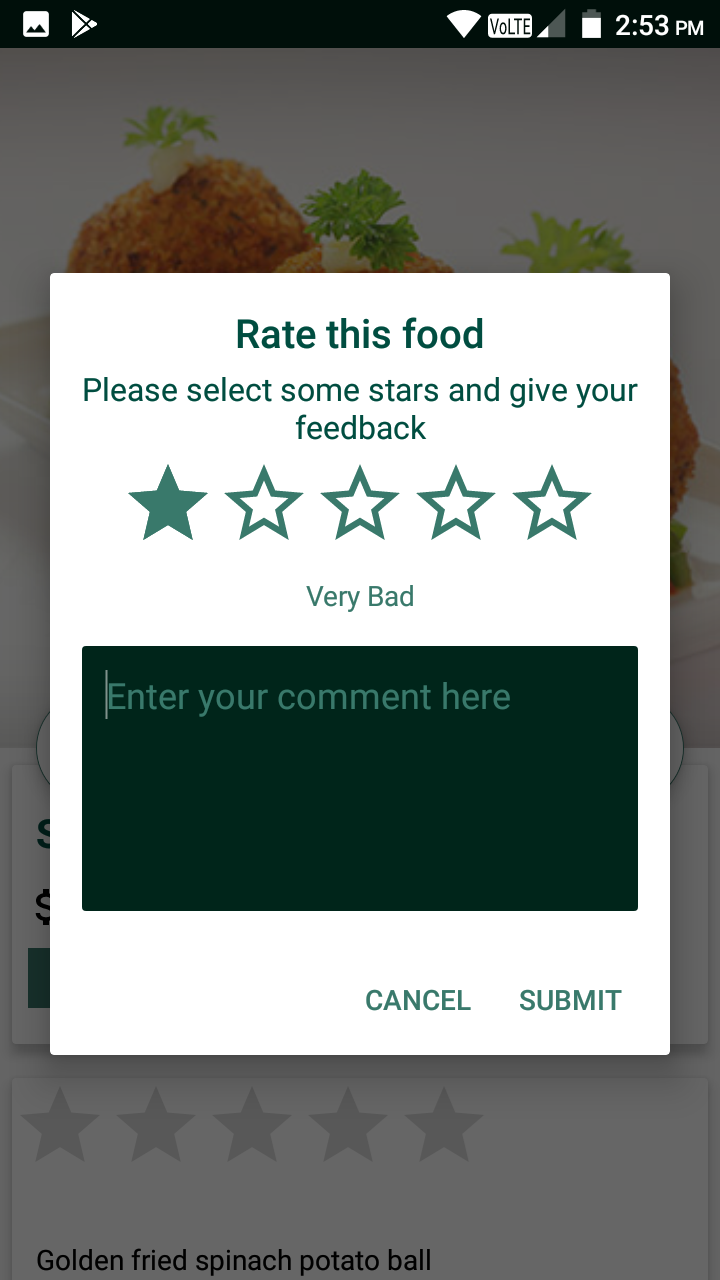 VoLTE 2:53 PM
Rate this food
Please select some stars and give your
feedback
Very Bad
Enter your comment here
S
$
CANCEL SUBMIT
Golden fried spinach potato ball